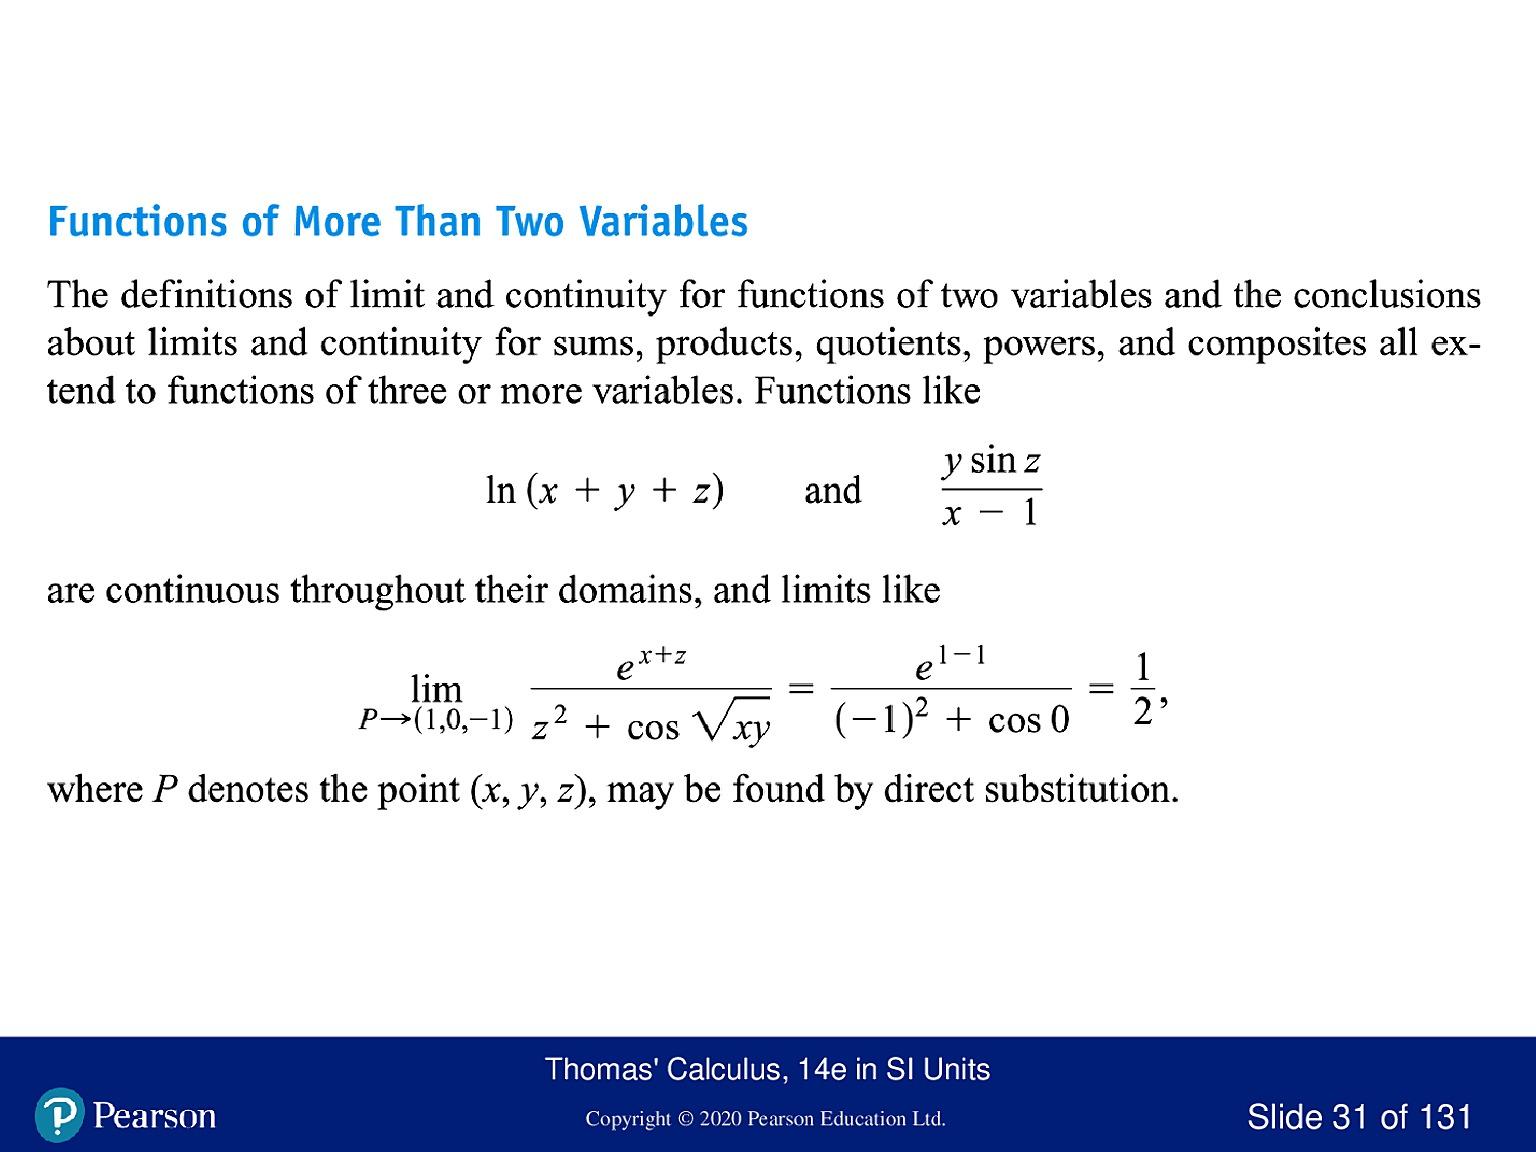 Functions of More Than Two Variables
The definitions of limit and continuity for functions of two variables and the conclusions
about limits and continuity for sums, products, quotients, powers, and composites all ex-
tend to functions of three or more variables. Functions like
ln (x + y + z) and \frac{y sin z}{x − 1}
are continuous throughout their domains, and limits like
\lim_{P→(1,0,−1)} \frac{e^{x+z}}{z^2 + cos \sqrt{xy}} = \frac{e^{1−1}}{(−1)^2 + cos 0} = \frac{1}{2},
where P denotes the point (x, y, z), may be found by direct substitution.
Thomas' Calculus, 14e in SI Units
Pearson
Copyright © 2020 Pearson Education Ltd.
Slide 31 of 131